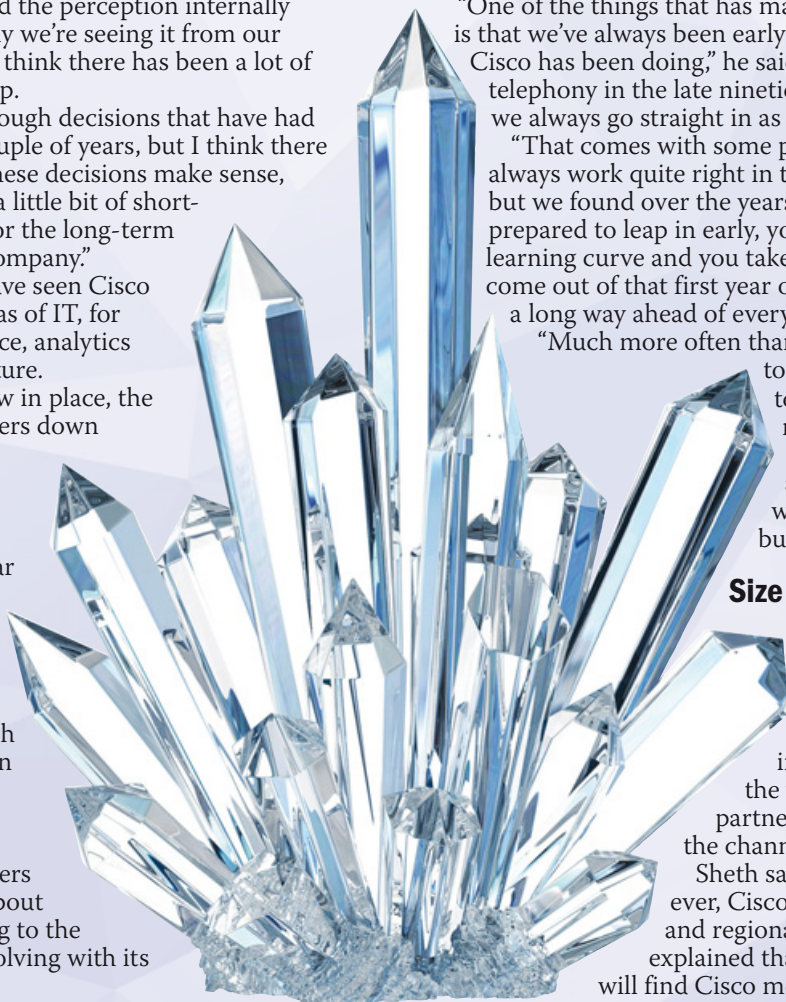 d the perception internally
y we're seeing it from our
think there has been a lot of
p.
ough decisions that have had
uple of years, but I think there
hese decisions make sense,
a little bit of short-
or the long-term
ompany."
ve seen Cisco
as of IT, for
ce, analytics
ture.
w in place, the
ers down
ar
h
n
ers
bout
g to the
olving with its
"One of the things that has ma
is that we've always been early
Cisco has been doing," he said
telephony in the late ninetie
we always go straight in as
"That comes with some p
always work quite right in t
but we found over the years
prepared to leap in early, yo
learning curve and you take
come out of that first year o
a long way ahead of every
"Much more often than
to
to
w
bu
Size
in
the
partne
the chann
Sheth sa
ever, Cisco
and regiona
explained tha
will find Cisco m